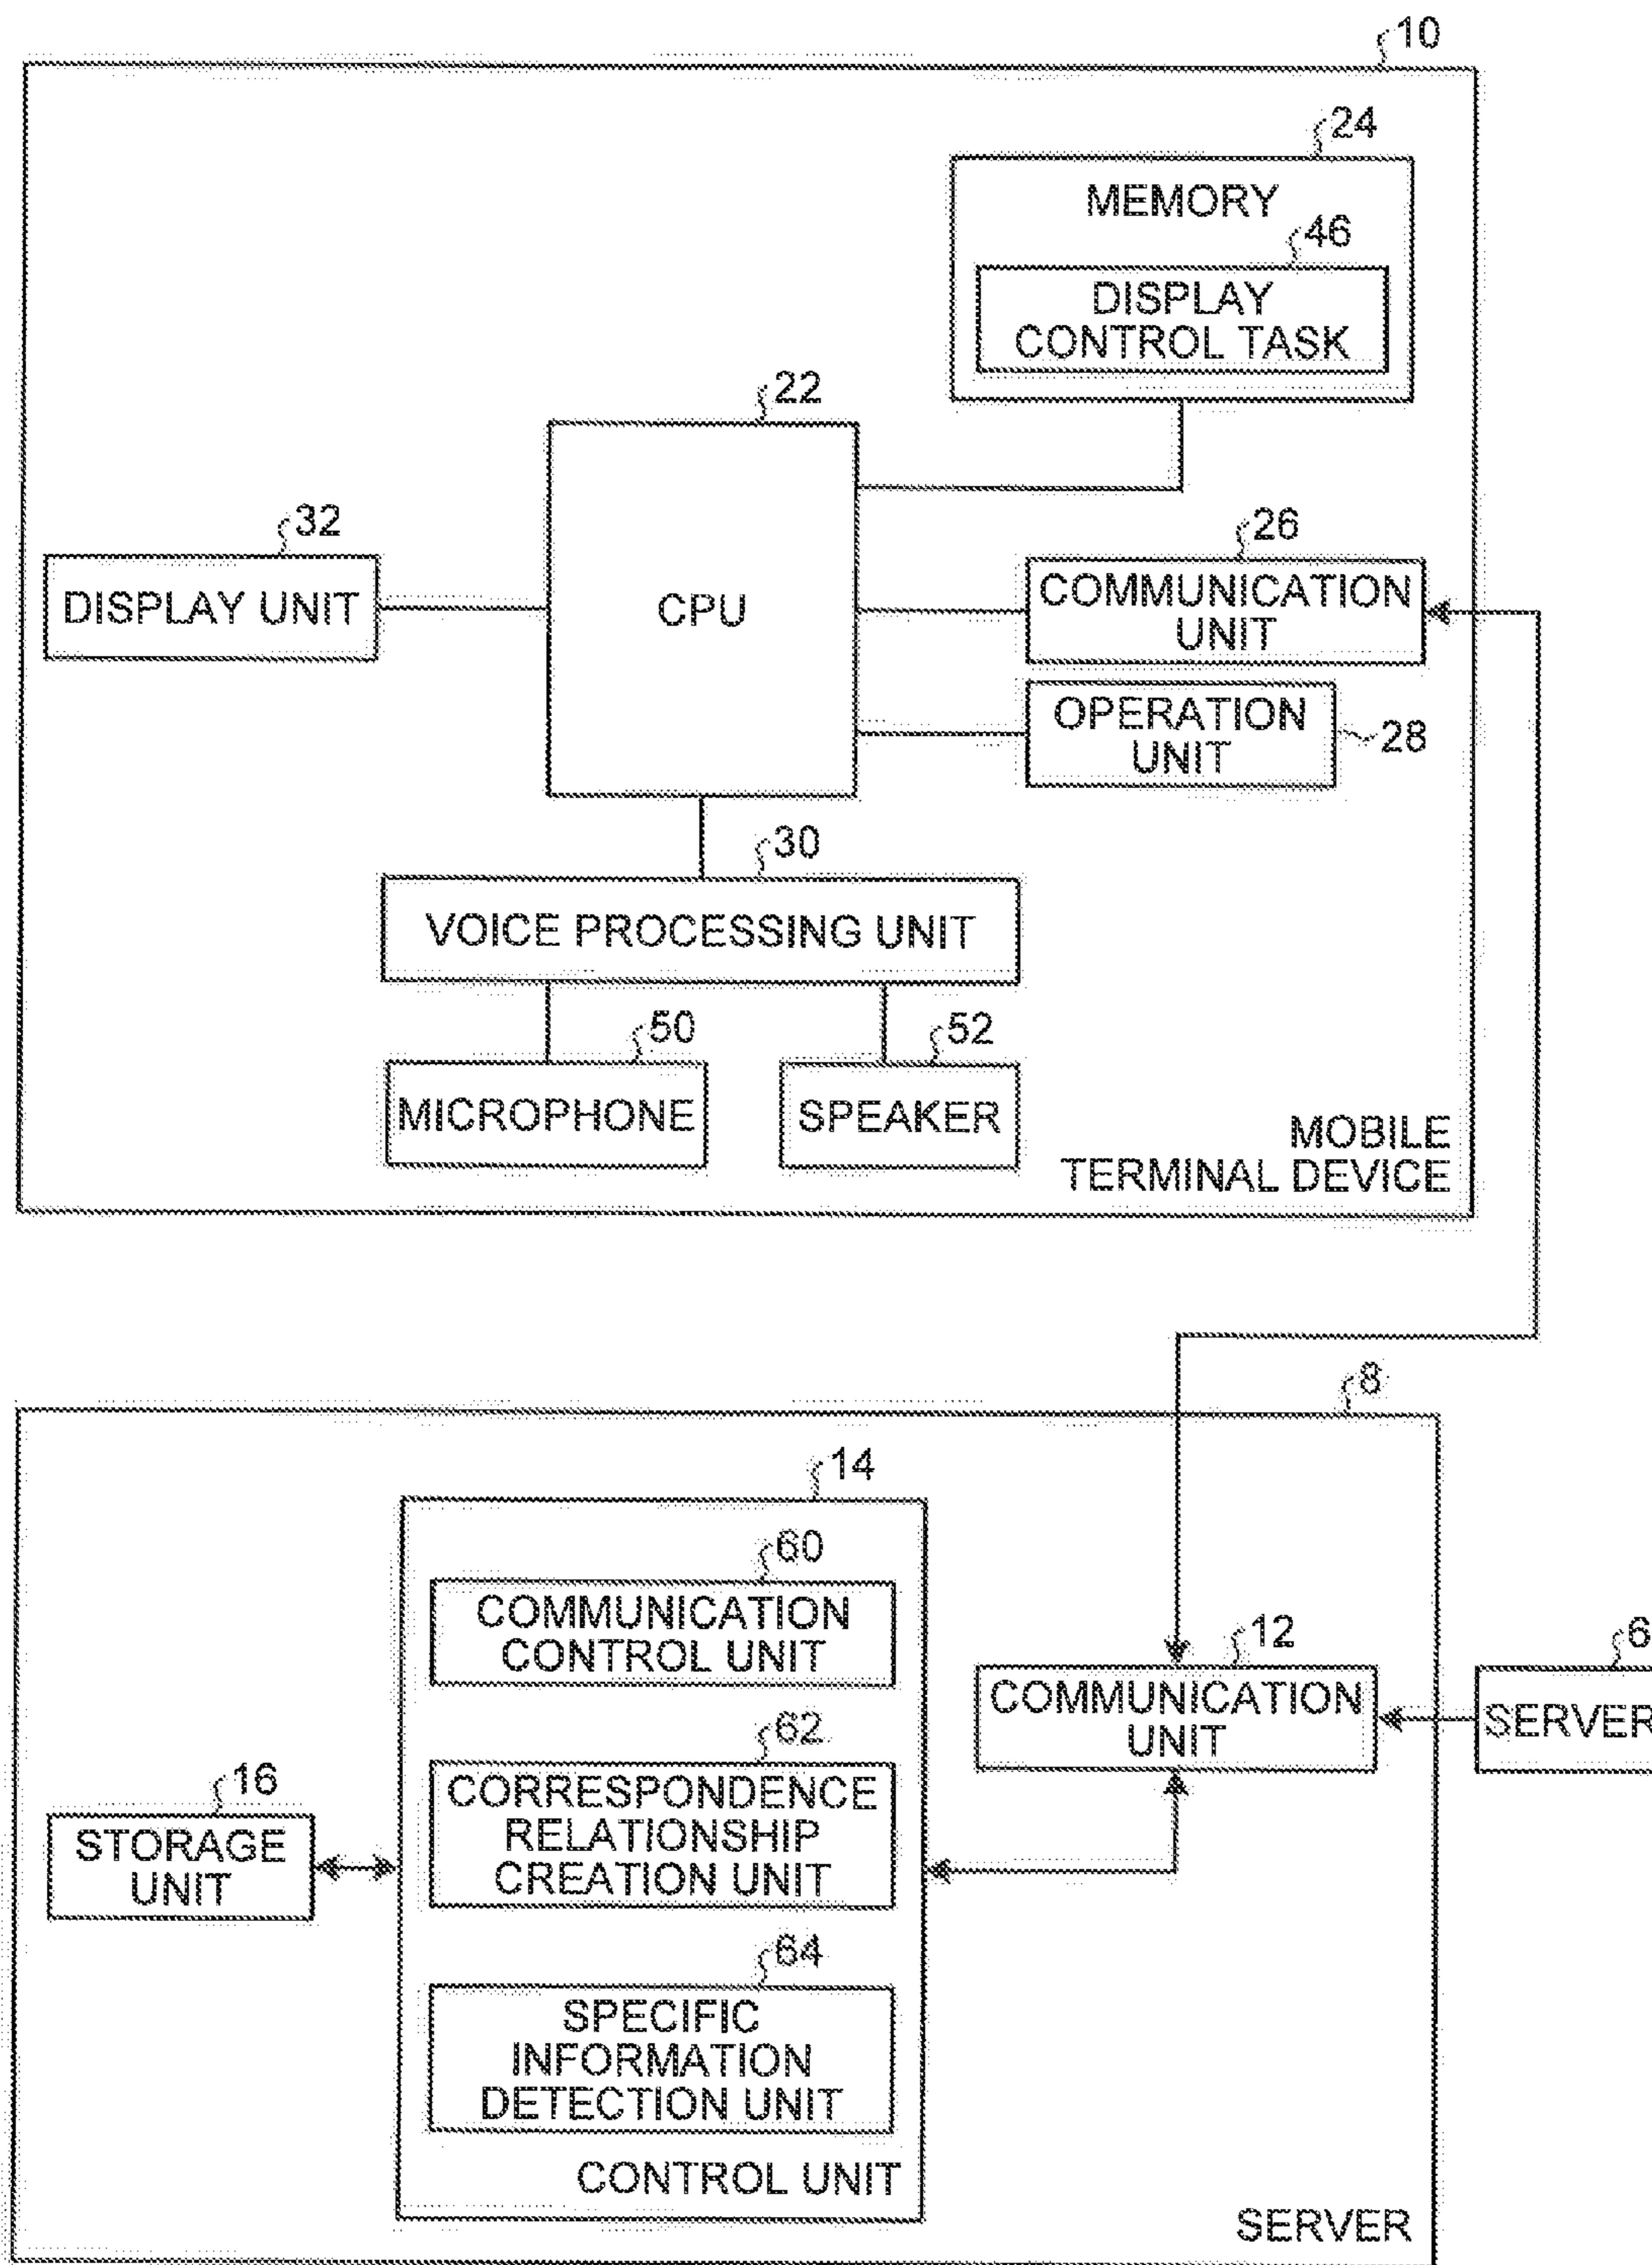 10
24
MEMORY
46
DISPLAY
CONTROL TASK
22
CPU
32
DISPLAY UNIT
26
COMMUNICATION
UNIT
OPERATION
UNIT
28
30
VOICE PROCESSING UNIT
50
MICROPHONE
52
SPEAKER
MOBILE
TERMINAL DEVICE
8
14
60
COMMUNICATION
CONTROL UNIT
62
CORRESPONDENCE
RELATIONSHIP
CREATION UNIT
64
SPECIFIC
INFORMATION
DETECTION UNIT
CONTROL UNIT
16
STORAGE
UNIT
12
COMMUNICATION
UNIT
6
SERVER
SERVER